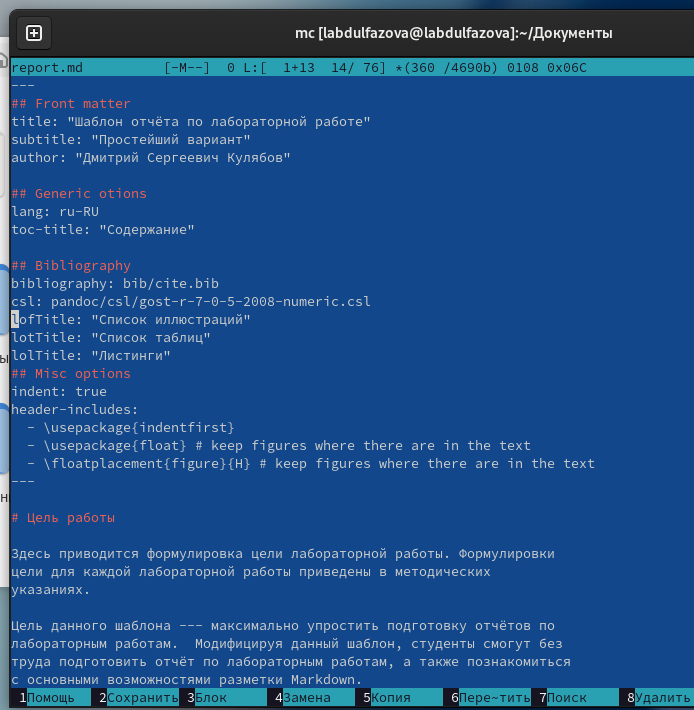 mc [labdulfazova@labdulfazova]:~/Документы
report.md [-M--] 0 L:[ 1+13 14/ 76] *(360 /4690b) 0108 0x06C
---
## Front matter
title: "Шаблон отчёта по лабораторной работе"
subtitle: "Простейший вариант"
author: "Дмитрий Сергеевич Кулябов"
## Generic otions
lang: ru-RU
toc-title: "Содержание"
## Bibliography
bibliography: bib/cite.bib
csl: pandoc/csl/gost-r-7-0-5-2008-numeric.csl
lofTitle: "Список иллюстраций"
lotTitle: "Список таблиц"
lolTitle: "Листинги"
## Misc options
indent: true
header-includes:
- \usepackage{indentfirst}
- \usepackage{float} # keep figures where there are in the text
- \floatplacement{figure}{H} # keep figures where there are in the text
---
# Цель работы
Здесь приводится формулировка цели лабораторной работы. Формулировки
цели для каждой лабораторной работы приведены в методических
указаниях.
Цель данного шаблона --- максимально упростить подготовку отчётов по
лабораторным работам.  Модифицируя данный шаблон, студенты смогут без
труда подготовить отчёт по лабораторным работам, а также познакомиться
с основными возможностями разметки Markdown.
1Помощь 2Сохранить 3Блок 4Замена 5Копия 6Пере~тить 7Поиск 8Удалить